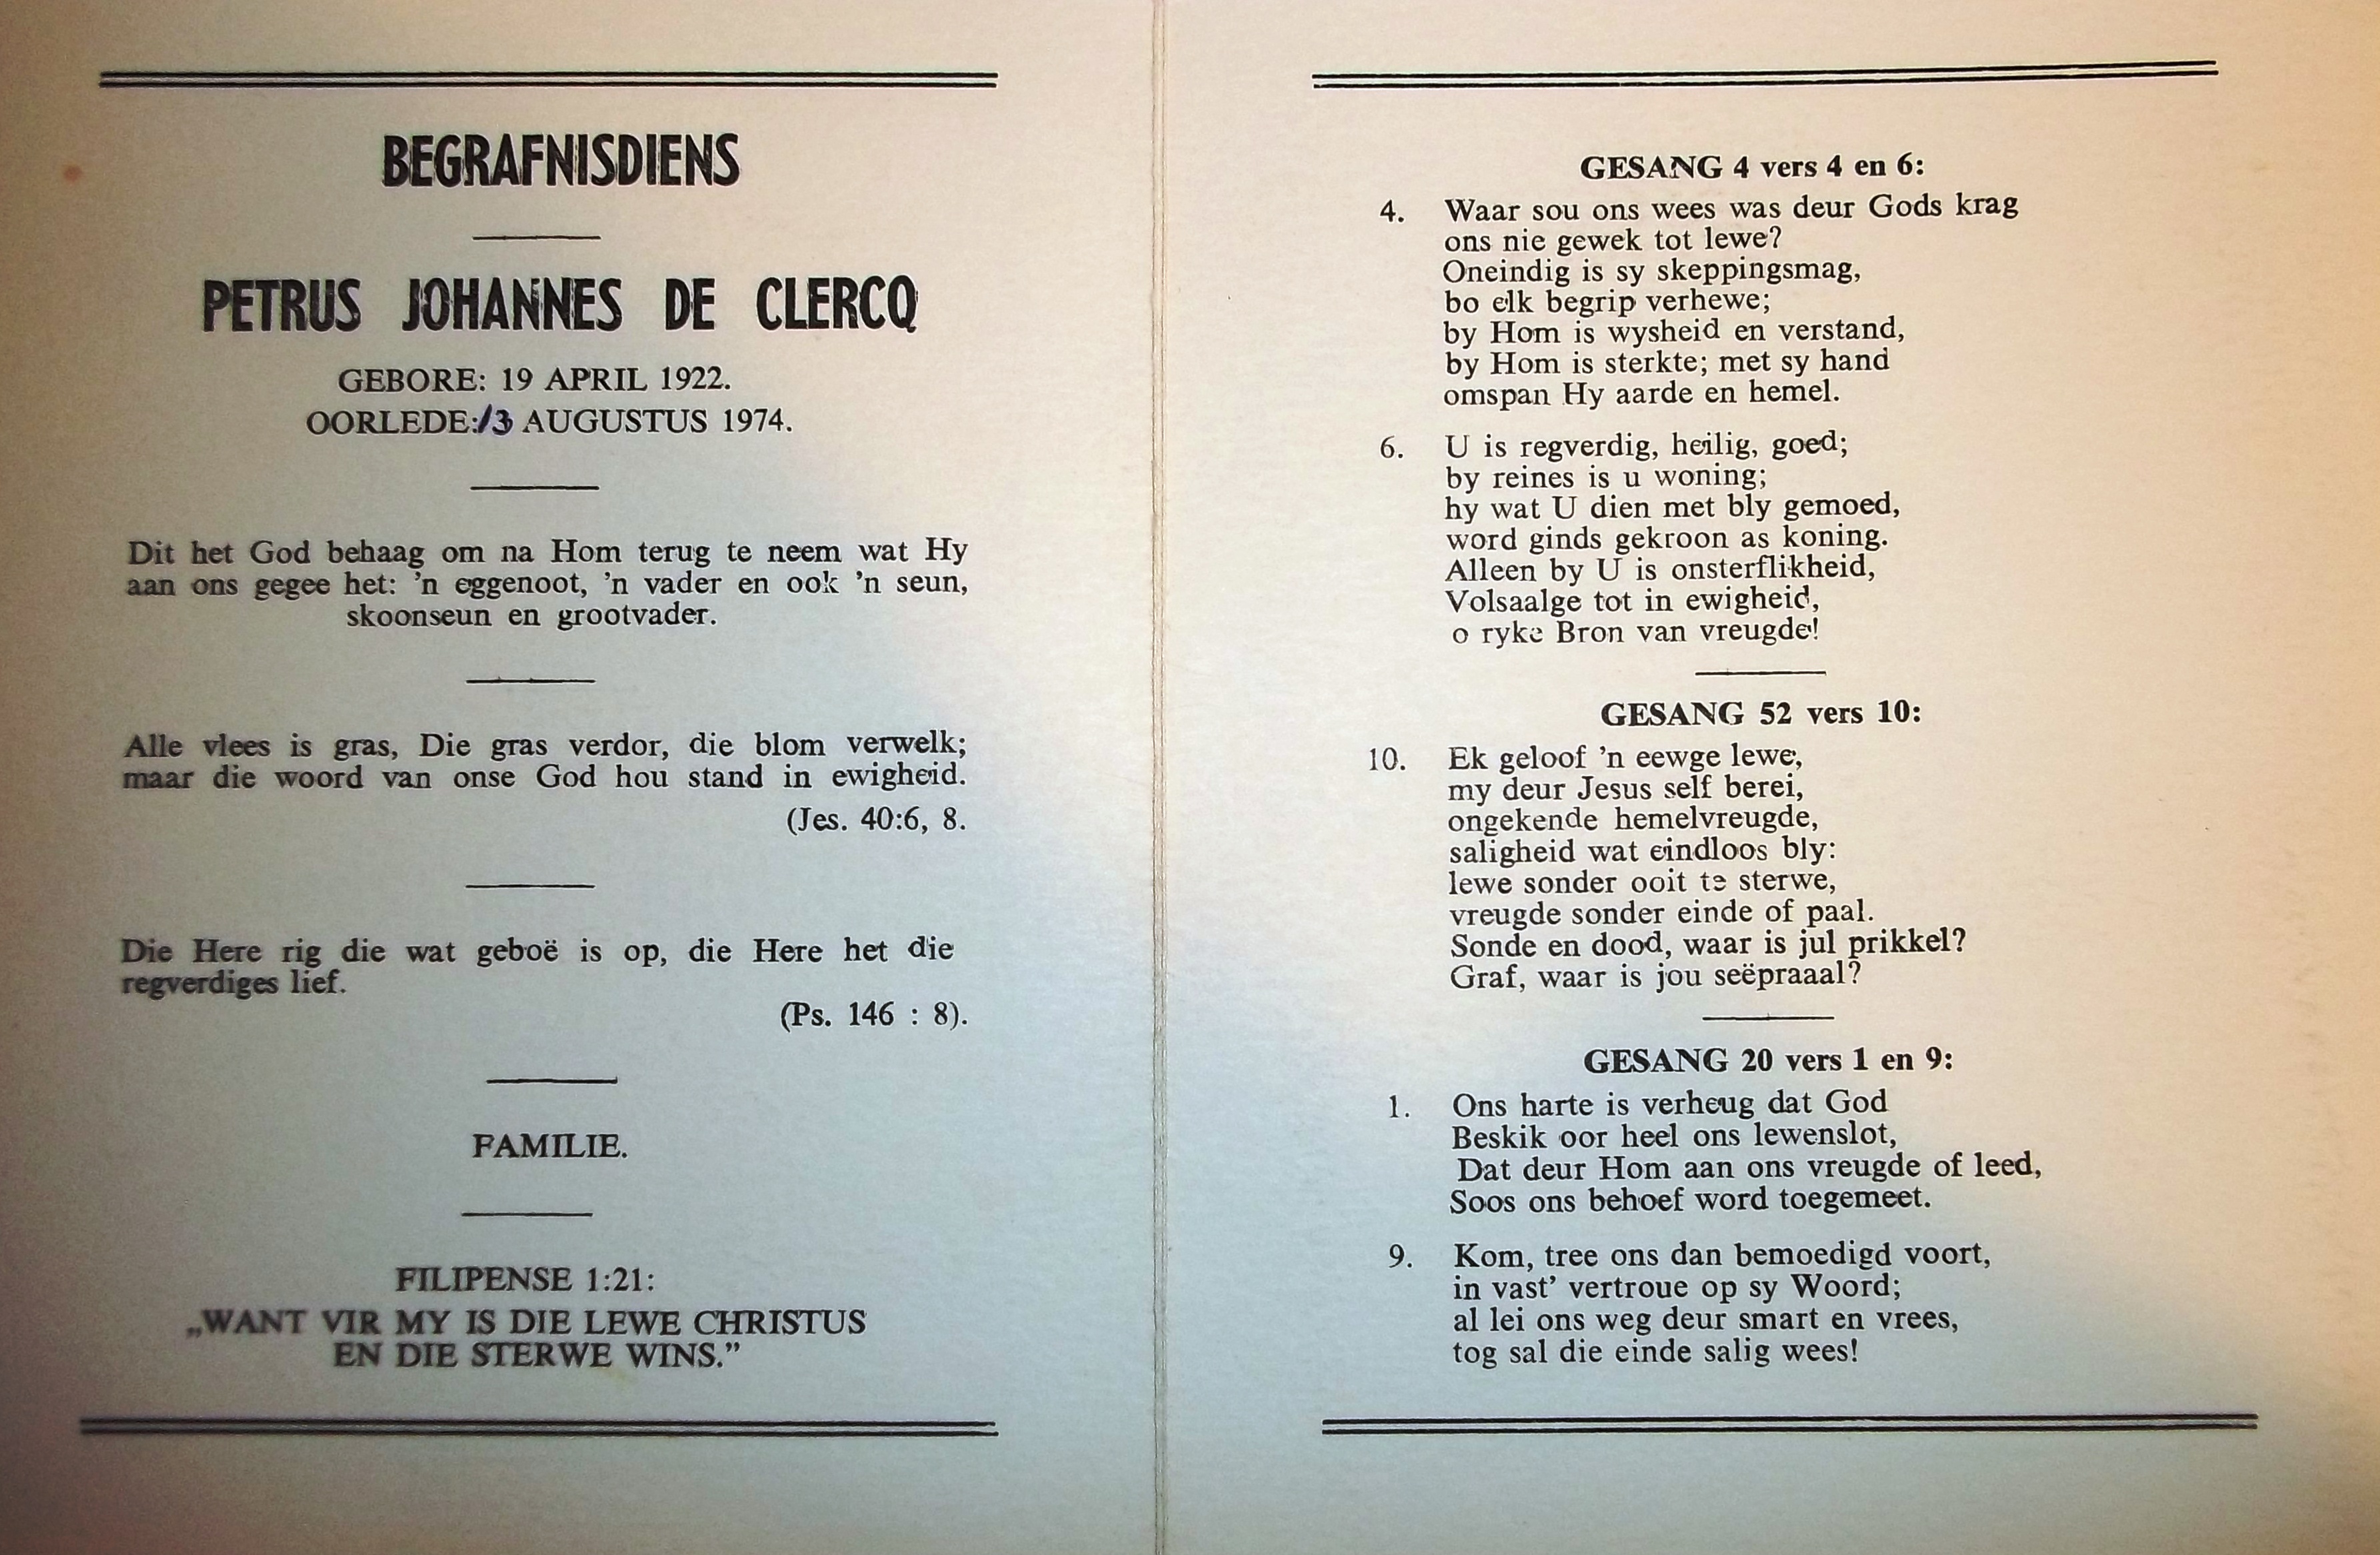 BEGRAFNISDIENS
PETRUS JOHANNES DE CLERCQ
GEBORE: 19 APRIL 1922.
OORLEDE:13 AUGUSTUS 1974.
Dit het God behaag om na Hom terug te neem wat Hy
aan ons gegee het: ’n eggenoot, ’n vader en ook ’n seun,
skoonseun en grootvader.
Alle vlees is gras, Die gras verdor, die blom verwelk;
maar die woord van onse God hou stand in ewigheid.
(Jes. 40:6, 8.
Die Here rig die wat geboë is op, die Here het die
regverdiges lief.
(Ps. 146 : 8).
FAMILIE.
FILIPENSE 1:21:
„WANT VIR MY IS DIE LEWE CHRISTUS
EN DIE STERWE WINS.”
GESANG 4 vers 4 en 6:
4. Waar sou ons wees was deur Gods krag
ons nie gewek tot lewe?
Oneindig is sy skeppingsmag,
bo elk begrip verhewe;
by Hom is wysheid en verstand,
by Hom is sterkte; met sy hand
omspan Hy aarde en hemel.
6. U is regverdig, heilig, goed;
by reines is u woning;
hy wat U dien met bly gemoed,
word ginds gekroon as koning.
Alleen by U is onsterflikheid,
Volsaalge tot in ewigheid,
o ryke Bron van vreugde!
GESANG 52 vers 10:
10. Ek geloof ’n eewge lewe,
my deur Jesus self berei,
ongekende hemelvreugde,
saligheid wat eindloos bly:
lewe sonder ooit te sterwe,
vreugde sonder einde of paal.
Sonde en dood, waar is jul prikkel?
Graf, waar is jou seëpraaal?
GESANG 20 vers 1 en 9:
1. Ons harte is verheug dat God
Beskik oor heel ons lewenslot,
Dat deur Hom aan ons vreugde of leed,
Soos ons behoef word toegemeet.
9. Kom, tree ons dan bemoedigd voort,
in vast’ vertroue op sy Woord;
al lei ons weg deur smart en vrees,
tog sal die einde salig wees!